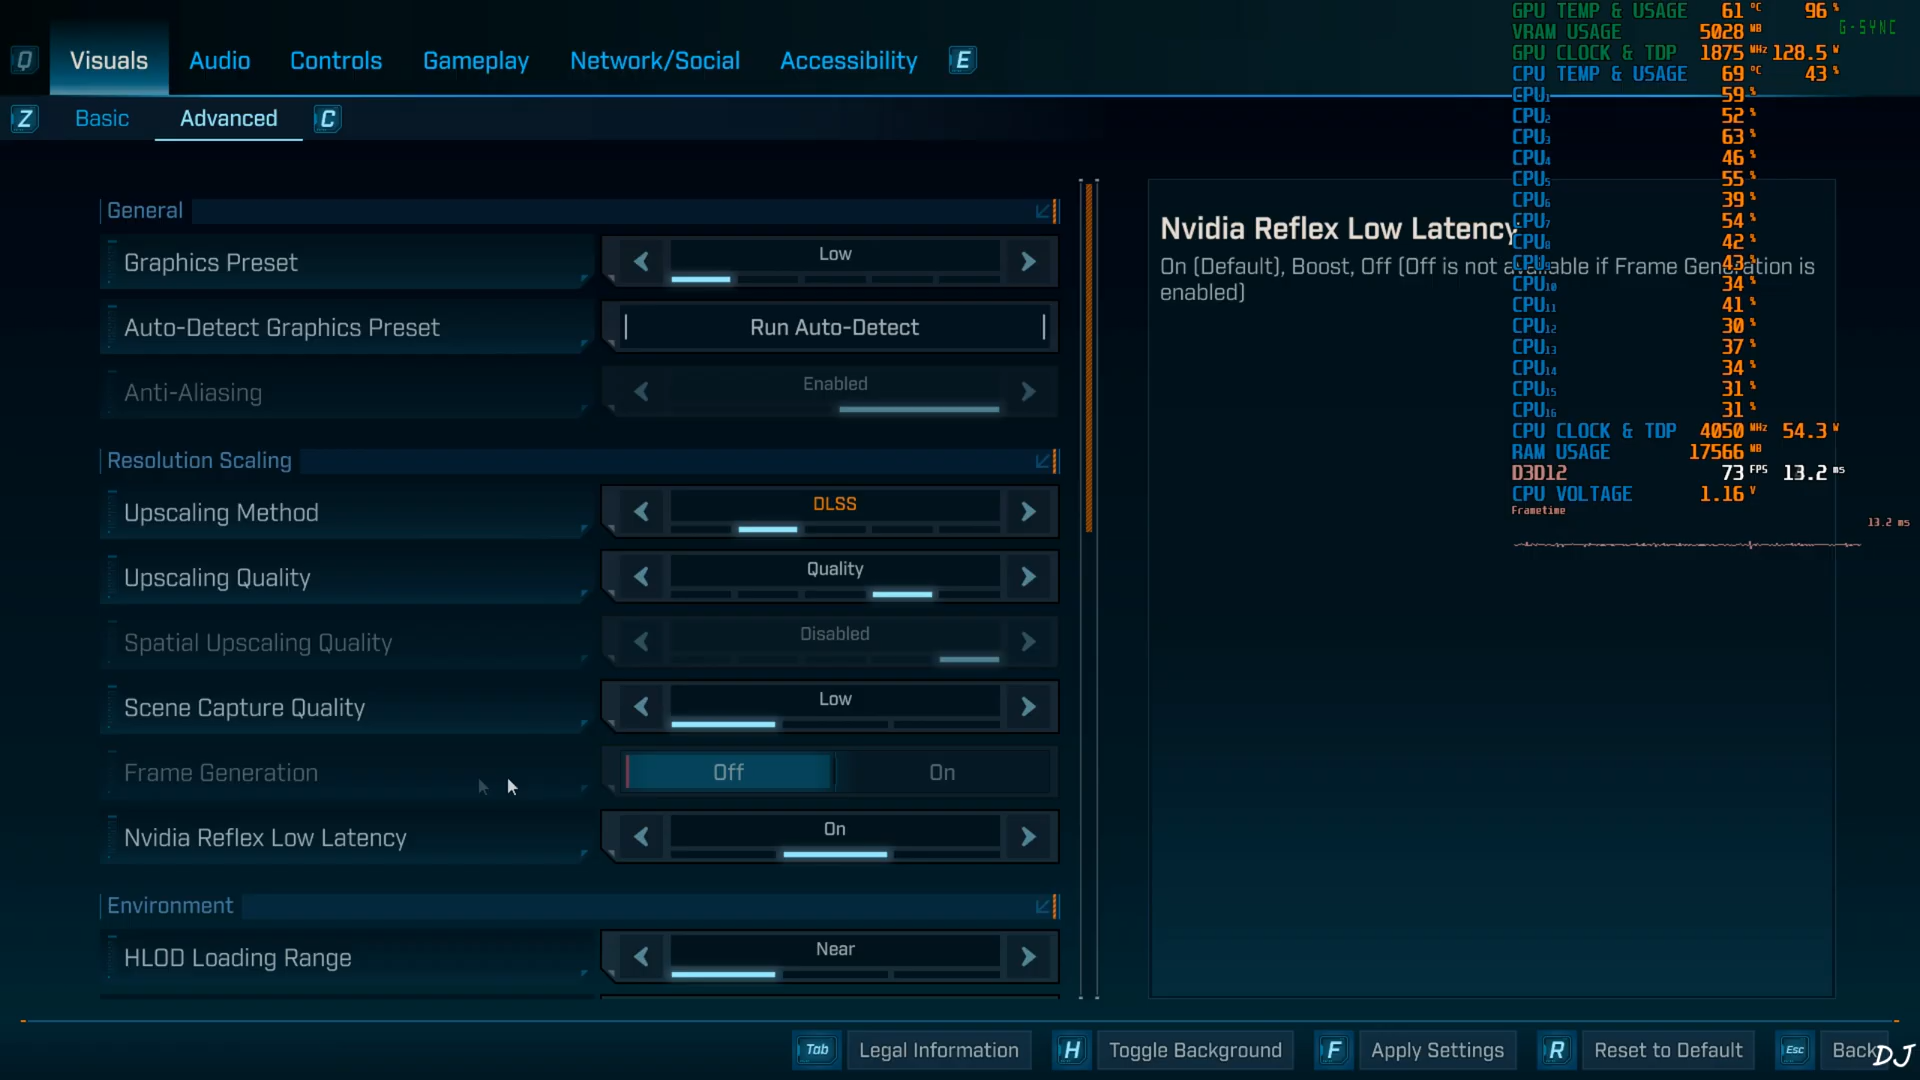 Q Visuals Audio Controls Gameplay Network/Social Accessibility E
Z Basic Advanced C
General
Graphics Preset Low
Auto-Detect Graphics Preset Run Auto-Detect
Anti-Aliasing Enabled
Resolution Scaling
Upscaling Method DLSS
Upscaling Quality Quality
Spatial Upscaling Quality Disabled
Scene Capture Quality Low
Frame Generation Off On
Nvidia Reflex Low Latency On
Environment
HLOD Loading Range Near
Nvidia Reflex Low Latency
On (Default), Boost, Off (Off is not available if Frame Generation is
enabled)
GPU TEMP & USAGE 61 °C 96 %
G-SYNC
VRAM USAGE 5028 MB
GPU CLOCK & TDP 1875 MHz 128.5 W
CPU TEMP & USAGE 69 °C 43 %
CPU1 59 %
CPU2 52 %
CPU3 63 %
CPU4 46 %
CPU5 55 %
CPU6 39 %
CPU7 54 %
CPU8 42 %
CPU9 43 %
CPU10 34 %
CPU11 41 %
CPU12 30 %
CPU13 37 %
CPU14 34 %
CPU15 31 %
CPU16 31 %
CPU CLOCK & TDP 4050 MHz 54.3 W
RAM USAGE 17566 MB
D3D12 73 FPS 13.2 ms
CPU VOLTAGE 1.16 V
Frametime
13.2 ms
Tab Legal Information H Toggle Background F Apply Settings R Reset to Default Esc Back
DJ